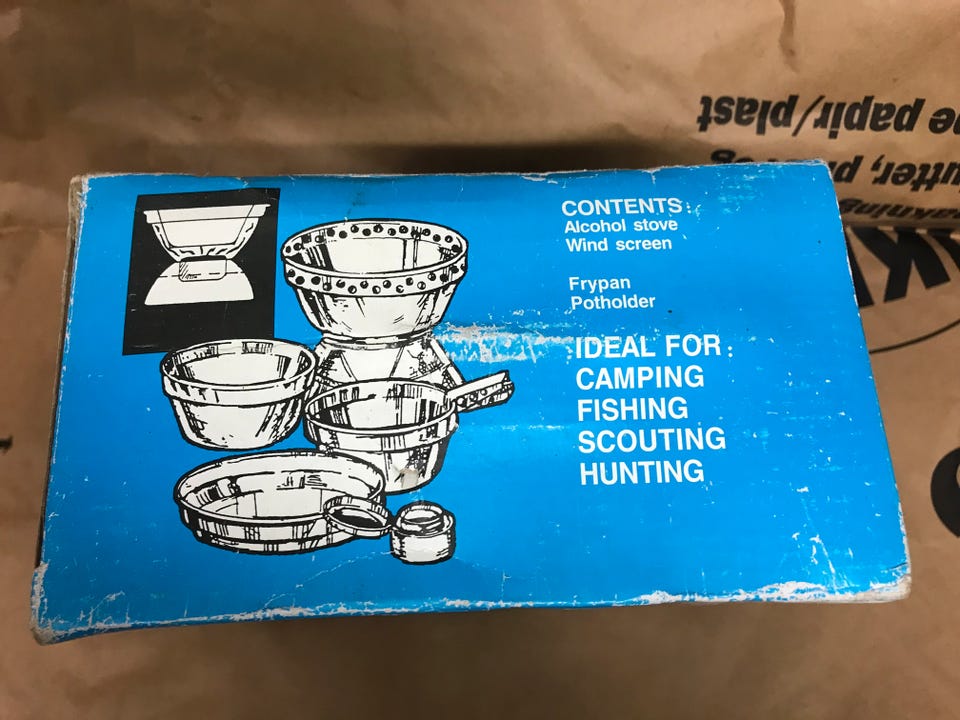 CONTENTS:
Alcohol stove
Wind screen
Frypan
Potholder
IDEAL FOR:
CAMPING
FISHING
SCOUTING
HUNTING
papir/plast